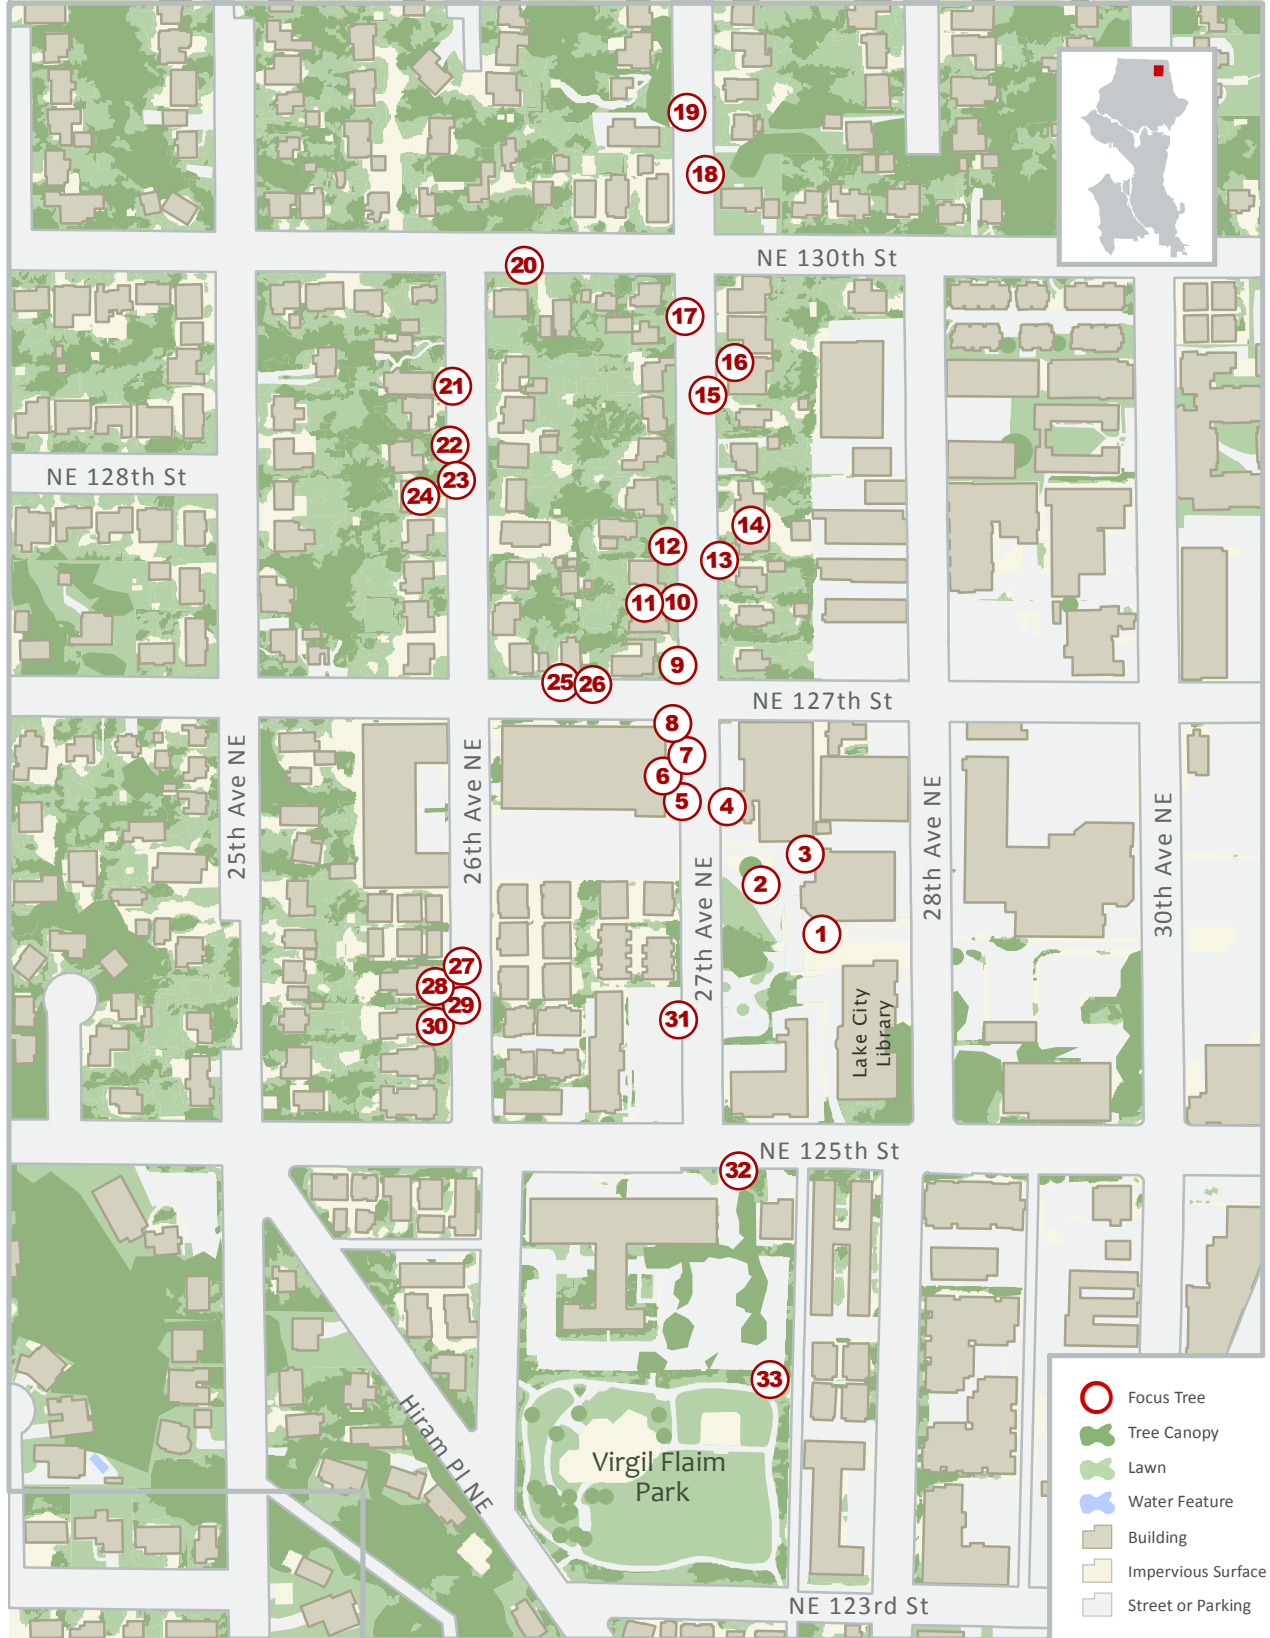 19
18
NE 130th St
20
17
16
21
15
22
NE 128th St
23
24
14
12
13
11
10
9
25
26
NE 127th St
8
7
6
5
4
25th Ave NE
26th Ave NE
27th Ave NE
28th Ave NE
30th Ave NE
3
2
1
27
28
29
30
31
Lake City
Library
NE 125th St
32
33
Hiram Pl NE
Virgil Flaim
Park
NE 123rd St
Focus Tree
Tree Canopy
Lawn
Water Feature
Building
Impervious Surface
Street or Parking